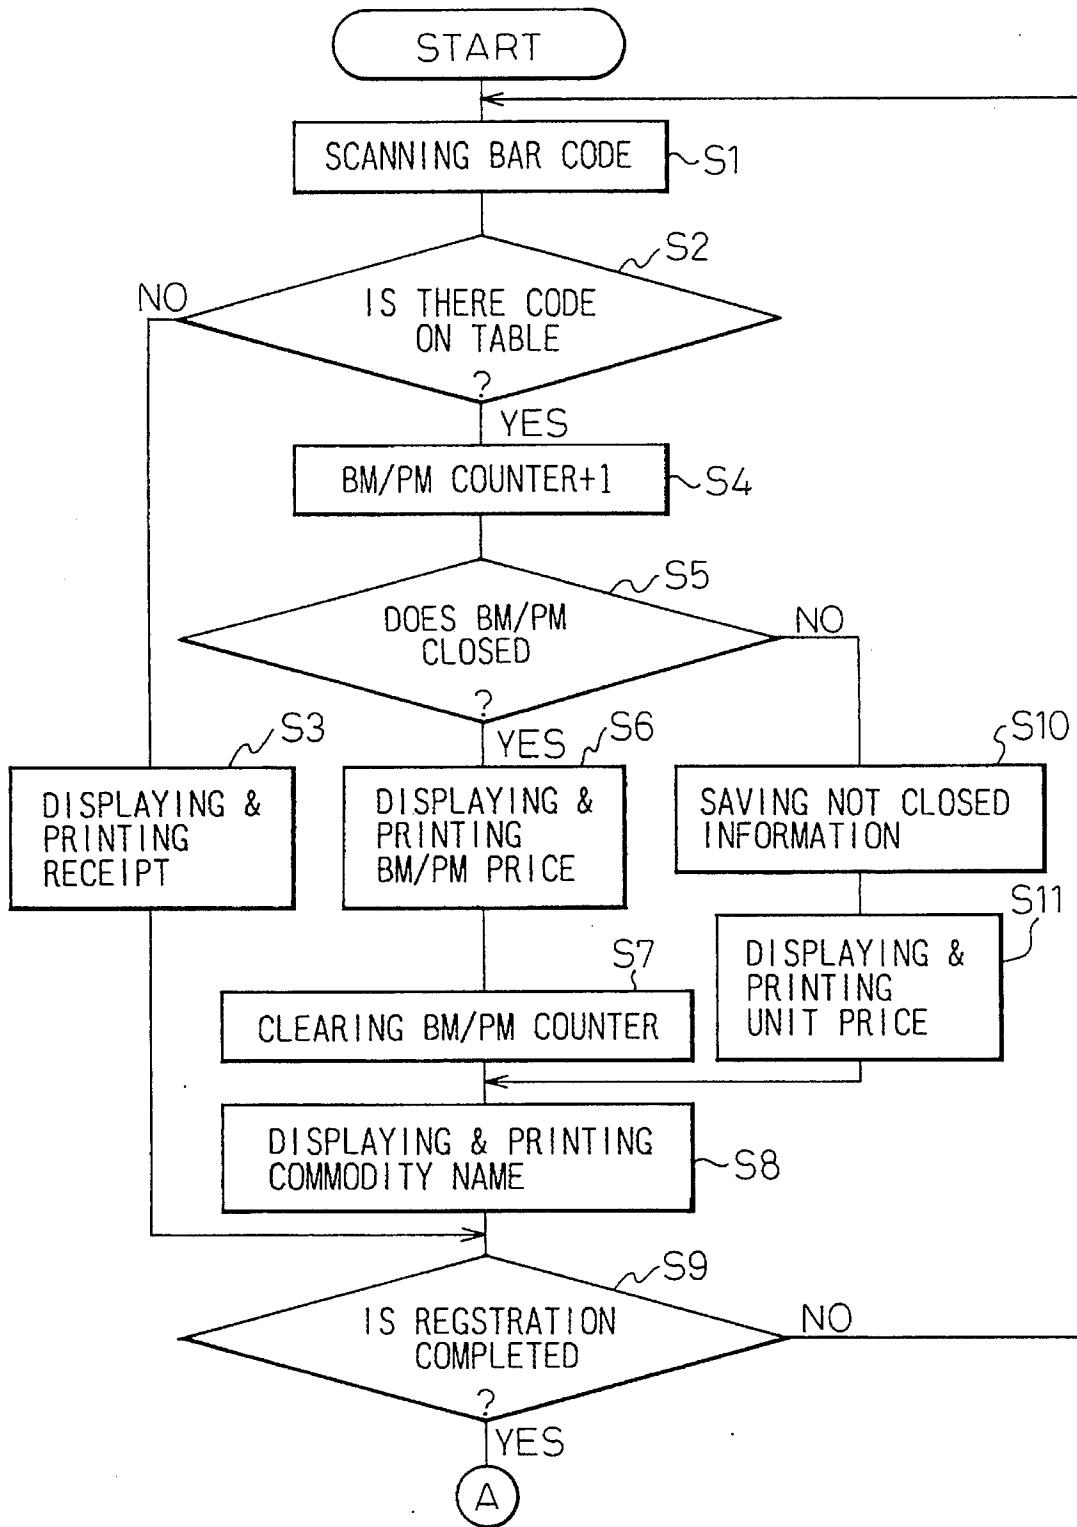 START
SCANNING BAR CODE
S1
S2
NO
IS THERE CODE
ON TABLE
?
YES
BM/PM COUNTER+1
S4
S5
DOES BM/PM
CLOSED
?
NO
YES
S3
DISPLAYING &
PRINTING
RECEIPT
S6
DISPLAYING &
PRINTING
BM/PM PRICE
S10
SAVING NOT CLOSED
INFORMATION
S11
DISPLAYING &
PRINTING
UNIT PRICE
S7
CLEARING BM/PM COUNTER
DISPLAYING & PRINTING
COMMODITY NAME
S8
S9
IS REGSTRATION
COMPLETED
?
NO
YES
A